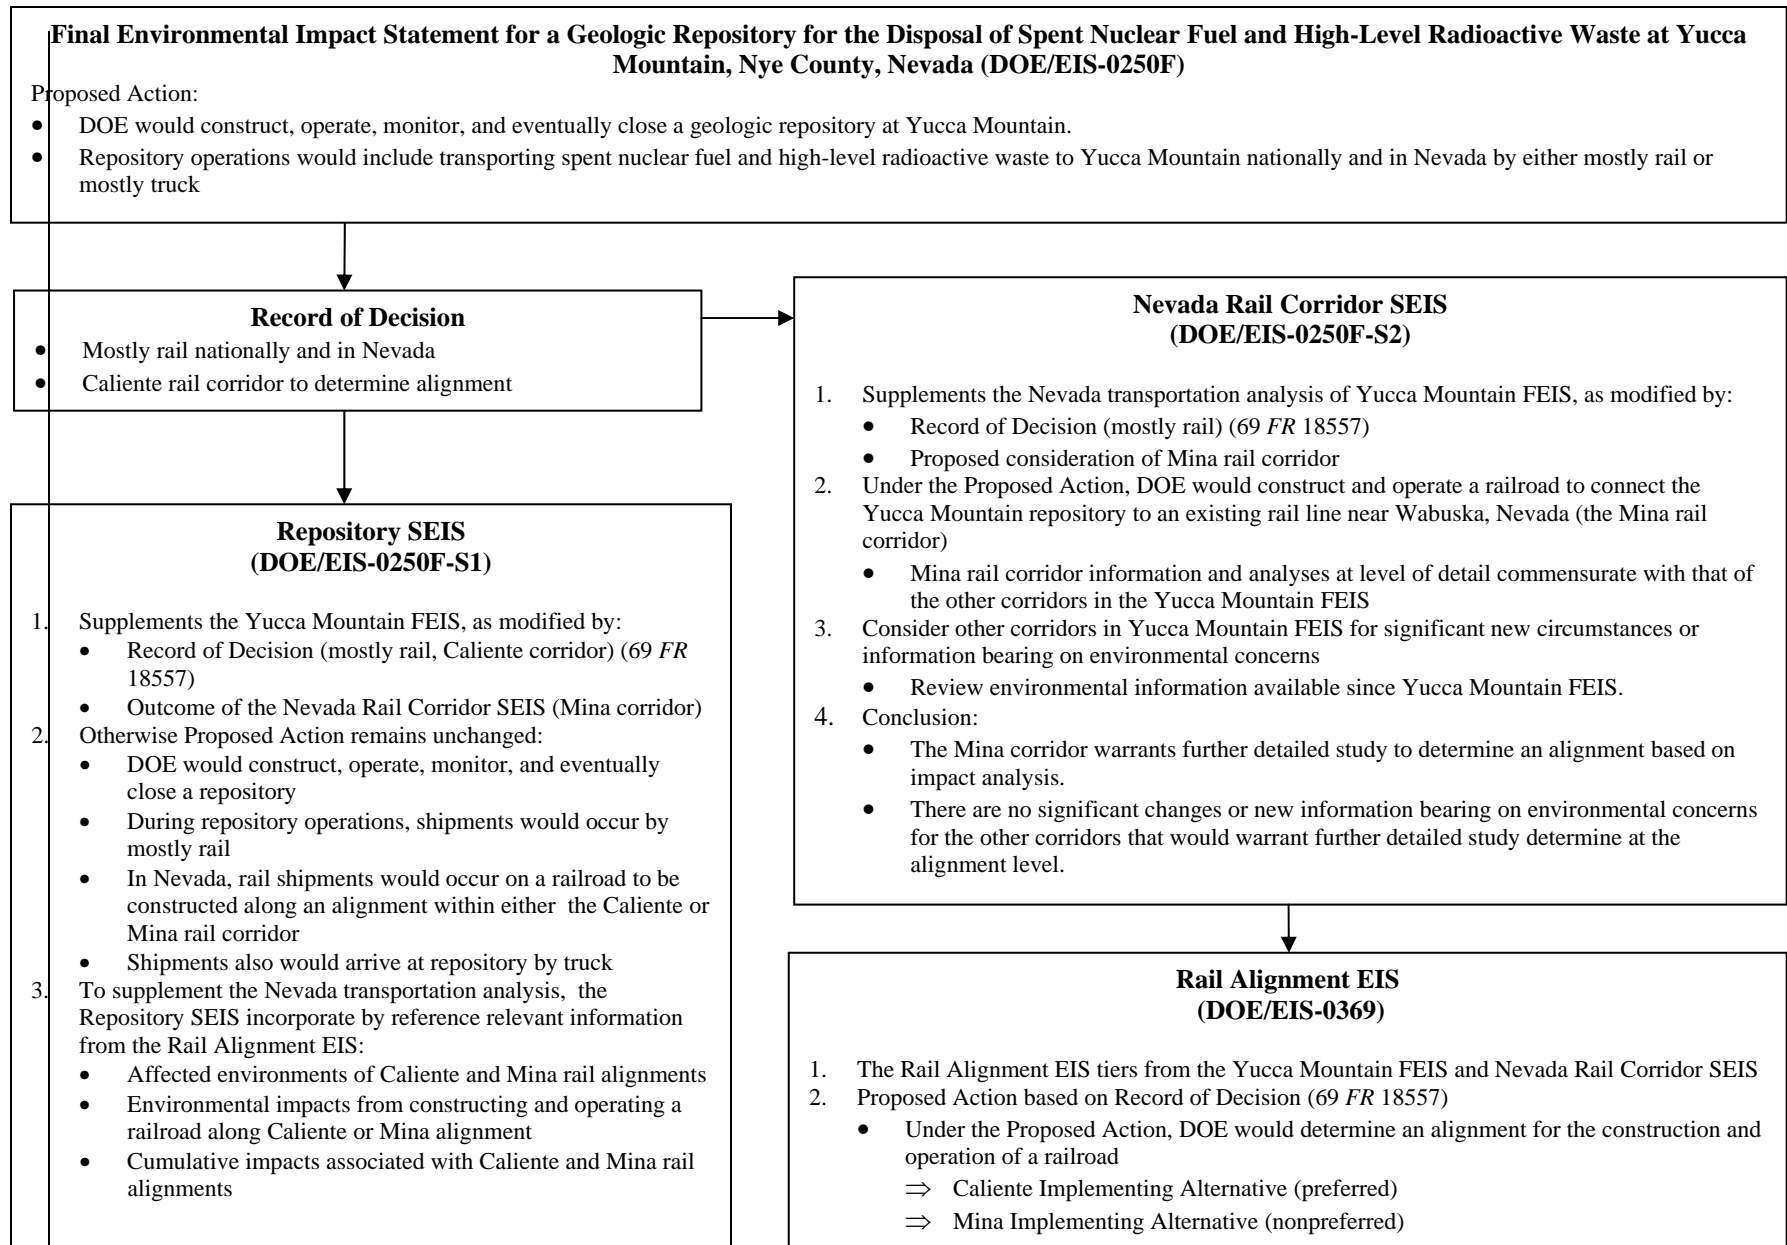 Final Environmental Impact Statement for a Geologic Repository for the Disposal of Spent Nuclear Fuel and High-Level Radioactive Waste at Yucca
Mountain, Nye County, Nevada (DOE/EIS-0250F)
Proposed Action:
• DOE would construct, operate, monitor, and eventually close a geologic repository at Yucca Mountain.
• Repository operations would include transporting spent nuclear fuel and high-level radioactive waste to Yucca Mountain nationally and in Nevada by either mostly rail or
mostly truck
Record of Decision
• Mostly rail nationally and in Nevada
• Caliente rail corridor to determine alignment
Repository SEIS
(DOE/EIS-0250F-S1)
1. Supplements the Yucca Mountain FEIS, as modified by:
• Record of Decision (mostly rail, Caliente corridor) (69 FR
18557)
• Outcome of the Nevada Rail Corridor SEIS (Mina corridor)
2. Otherwise Proposed Action remains unchanged:
• DOE would construct, operate, monitor, and eventually
close a repository
• During repository operations, shipments would occur by
mostly rail
• In Nevada, rail shipments would occur on a railroad to be
constructed along an alignment within either the Caliente or
Mina rail corridor
• Shipments also would arrive at repository by truck
3. To supplement the Nevada transportation analysis, the
Repository SEIS incorporate by reference relevant information
from the Rail Alignment EIS:
• Affected environments of Caliente and Mina rail alignments
• Environmental impacts from constructing and operating a
railroad along Caliente or Mina alignment
• Cumulative impacts associated with Caliente and Mina rail
alignments
Nevada Rail Corridor SEIS
(DOE/EIS-0250F-S2)
1. Supplements the Nevada transportation analysis of Yucca Mountain FEIS, as modified by:
• Record of Decision (mostly rail) (69 FR 18557)
• Proposed consideration of Mina rail corridor
2. Under the Proposed Action, DOE would construct and operate a railroad to connect the
Yucca Mountain repository to an existing rail line near Wabuska, Nevada (the Mina rail
corridor)
• Mina rail corridor information and analyses at level of detail commensurate with that of
the other corridors in the Yucca Mountain FEIS
3. Consider other corridors in Yucca Mountain FEIS for significant new circumstances or
information bearing on environmental concerns
• Review environmental information available since Yucca Mountain FEIS.
4. Conclusion:
• The Mina corridor warrants further detailed study to determine an alignment based on
impact analysis.
• There are no significant changes or new information bearing on environmental concerns
for the other corridors that would warrant further detailed study determine at the
alignment level.
Rail Alignment EIS
(DOE/EIS-0369)
1. The Rail Alignment EIS tiers from the Yucca Mountain FEIS and Nevada Rail Corridor SEIS
2. Proposed Action based on Record of Decision (69 FR 18557)
• Under the Proposed Action, DOE would determine an alignment for the construction and
operation of a railroad
⇒ Caliente Implementing Alternative (preferred)
⇒ Mina Implementing Alternative (nonpreferred)